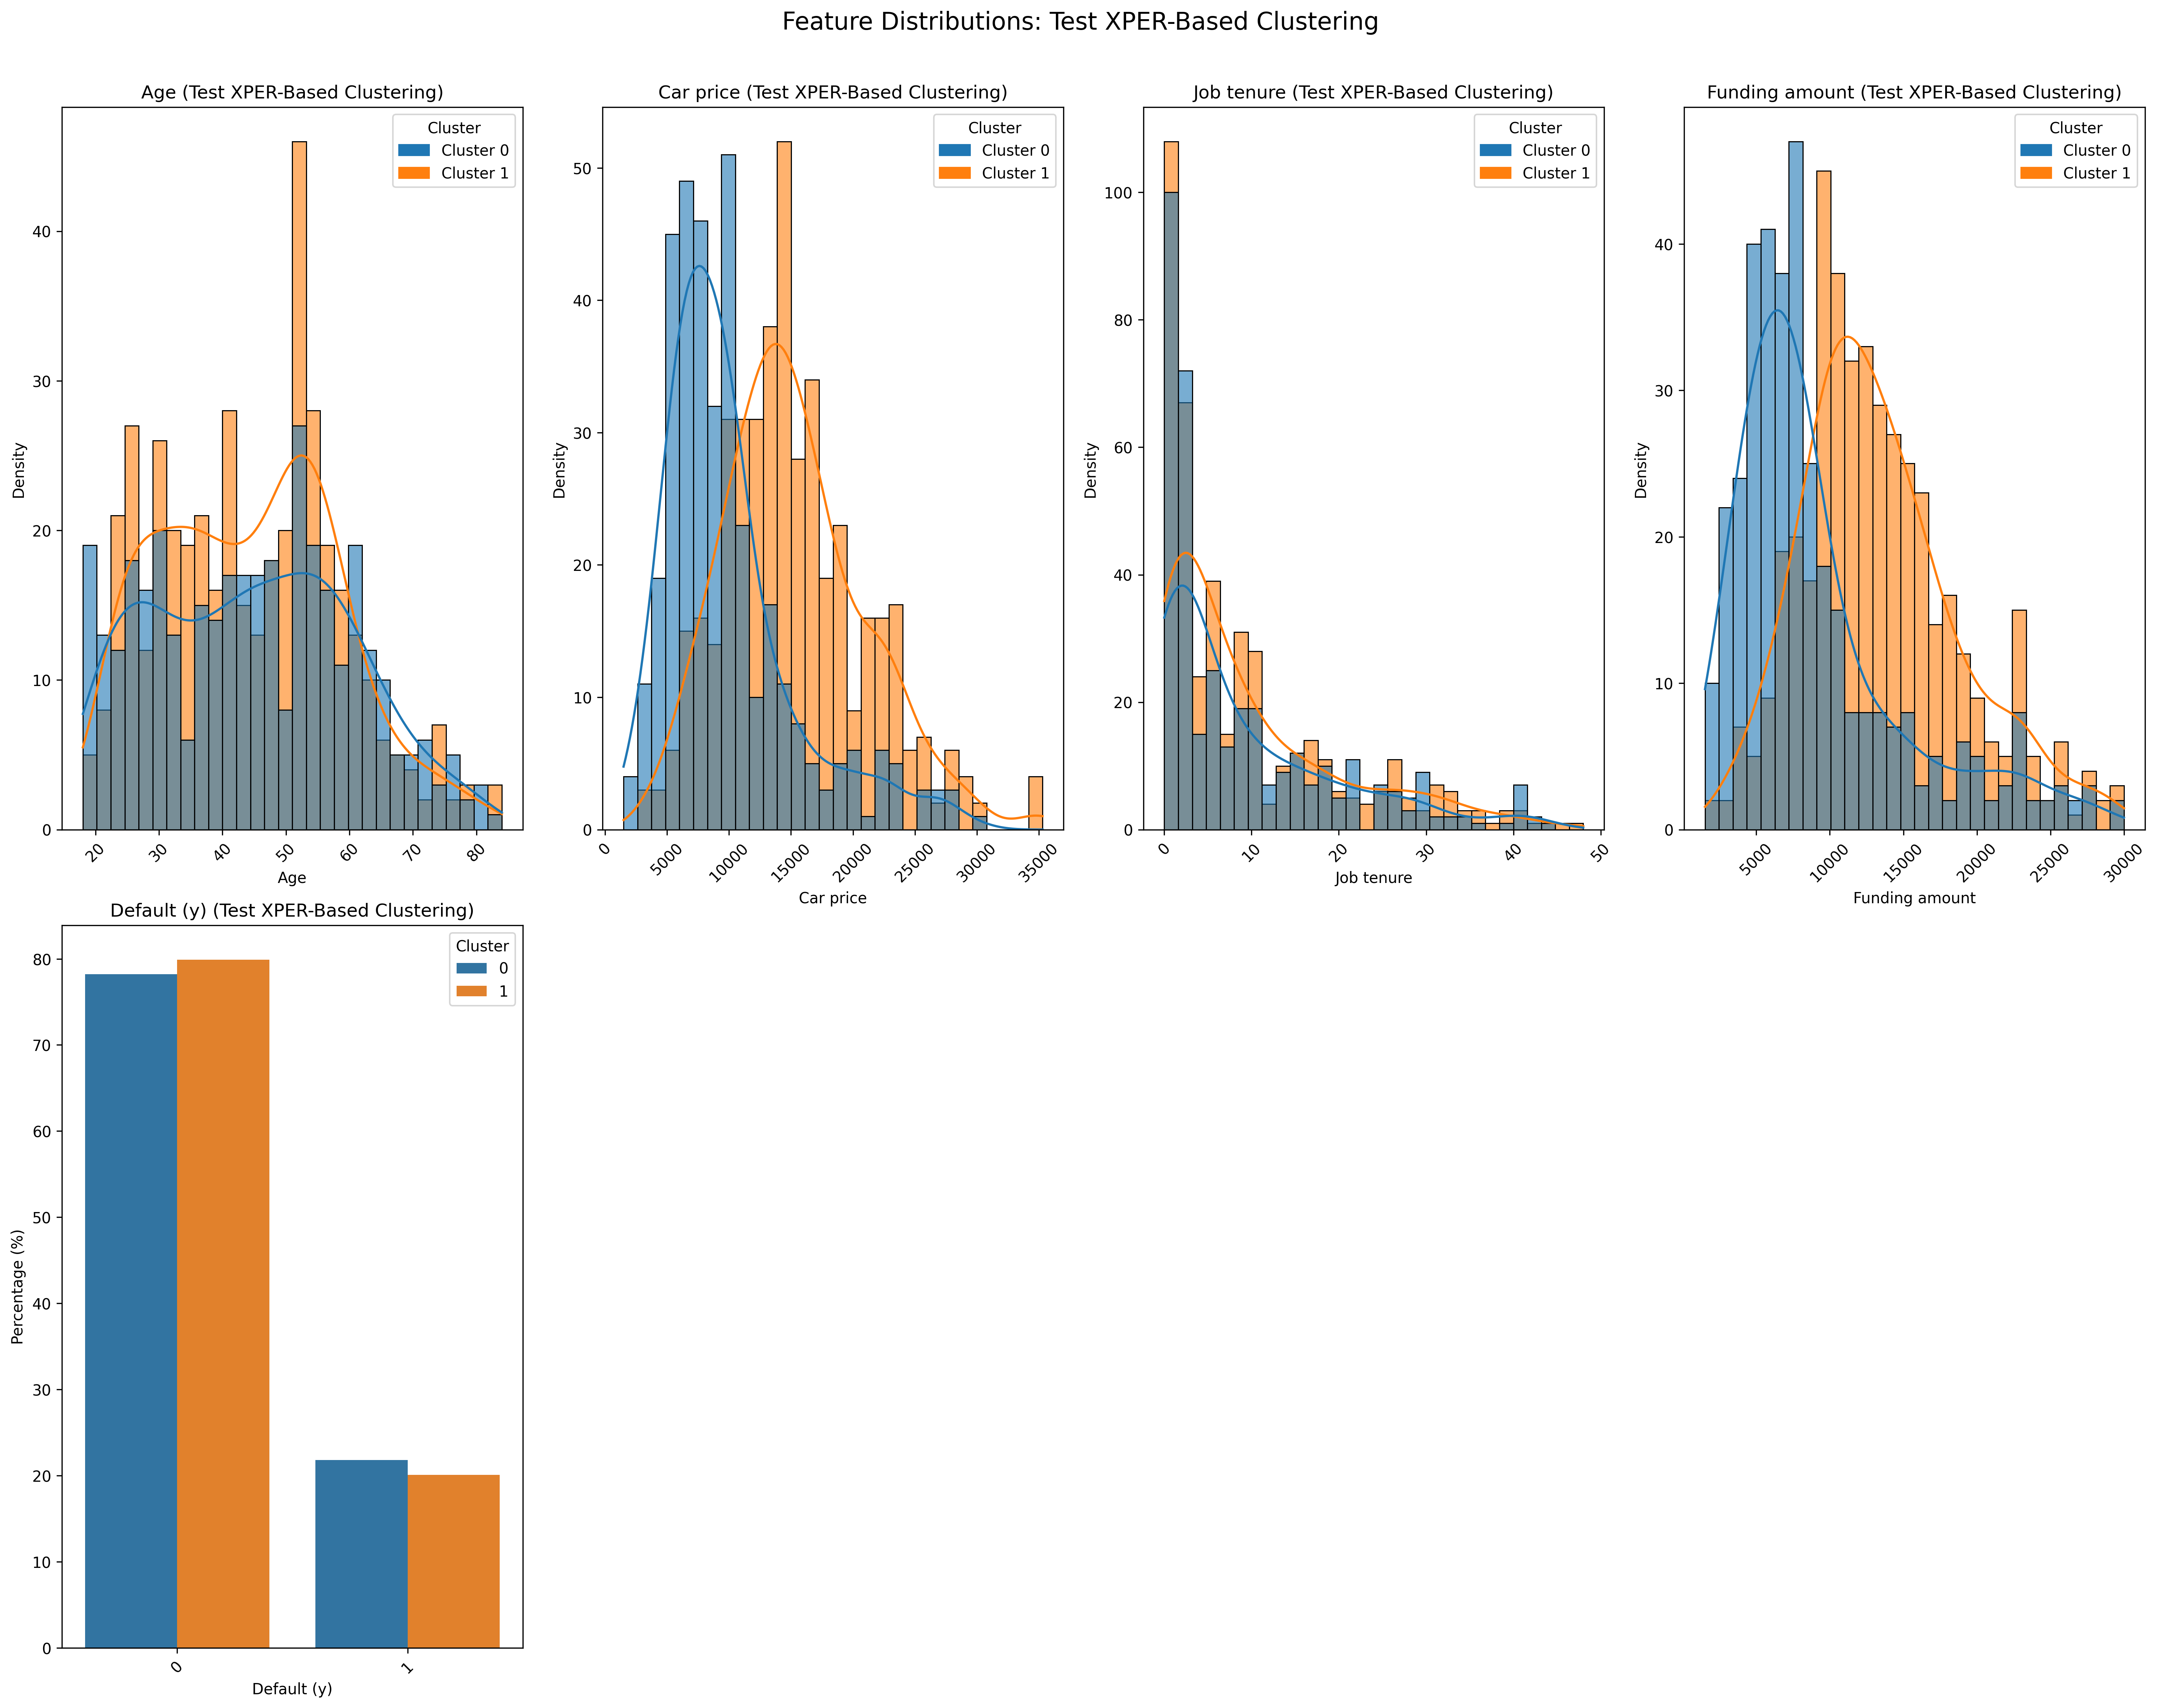 Feature Distributions: Test XPER-Based Clustering
Age (Test XPER-Based Clustering)
Cluster
Cluster 0
Cluster 1
Density
40
30
20
10
0
20
30
40
50
60
70
80
Age
Car price (Test XPER-Based Clustering)
Cluster
Cluster 0
Cluster 1
Density
50
40
30
20
10
0
0
5000
10000
15000
20000
25000
30000
35000
Car price
Job tenure (Test XPER-Based Clustering)
Cluster
Cluster 0
Cluster 1
Density
100
80
60
40
20
0
0
10
20
30
40
50
Job tenure
Funding amount (Test XPER-Based Clustering)
Cluster
Cluster 0
Cluster 1
Density
40
30
20
10
0
5000
10000
15000
20000
25000
30000
Funding amount
Default (y) (Test XPER-Based Clustering)
Cluster
0
1
Percentage (%)
80
70
60
50
40
30
20
10
0
0
1
Default (y)